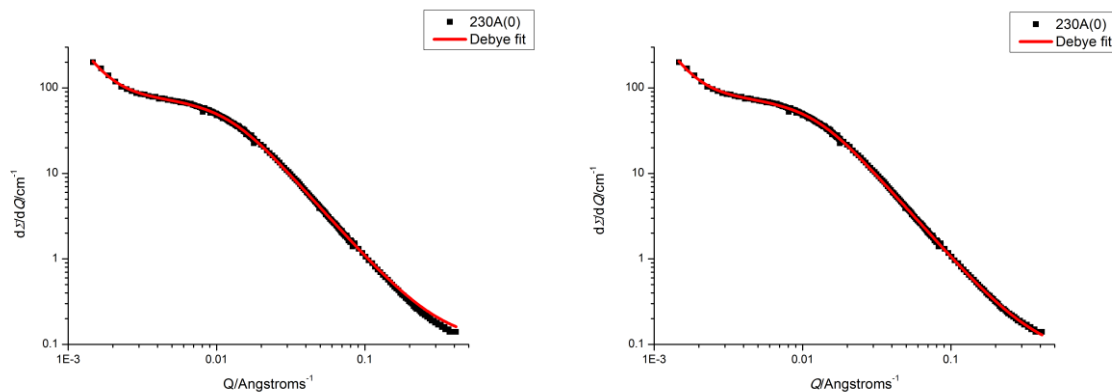 230A(0)
Debye fit
100
10
1
0.1
1E-3
0.01
0.1
dΣ/dQ/cm⁻¹
Q/Angstroms⁻¹
230A(0)
Debye fit
100
10
1
0.1
1E-3
0.01
0.1
dΣ/dQ/cm⁻¹
Q/Angstroms⁻¹